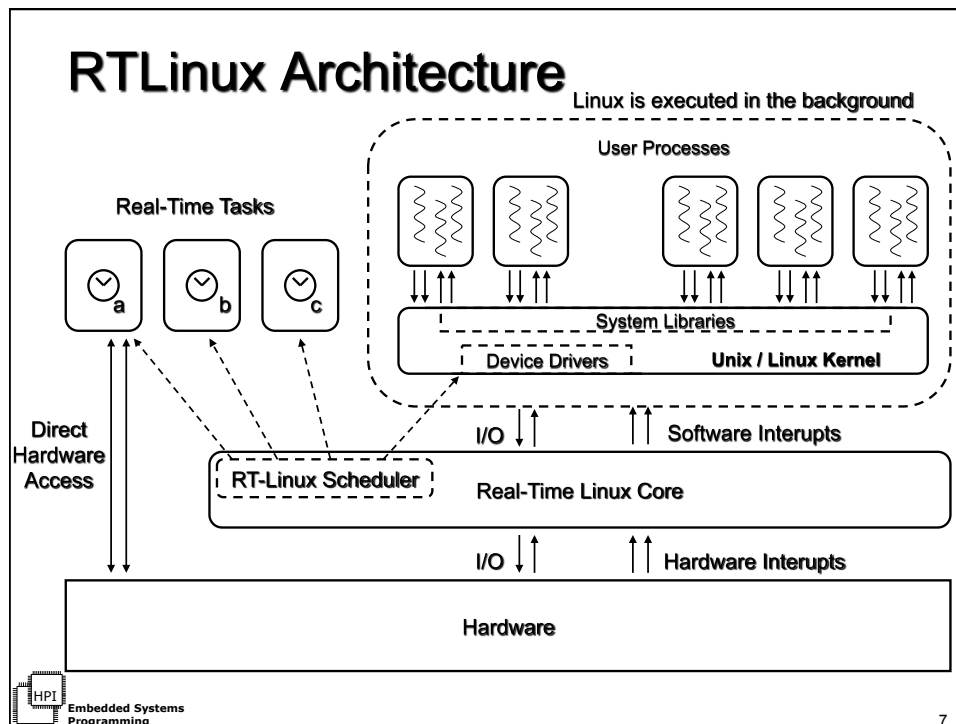 RTLinux Architecture
Linux is executed in the background
User Processes
Real-Time Tasks
a
b
c
System Libraries
Device Drivers
Unix / Linux Kernel
Direct
Hardware
Access
I/O
Software Interupts
RT-Linux Scheduler
Real-Time Linux Core
I/O
Hardware Interupts
Hardware
HPI
Embedded Systems
Programming
7